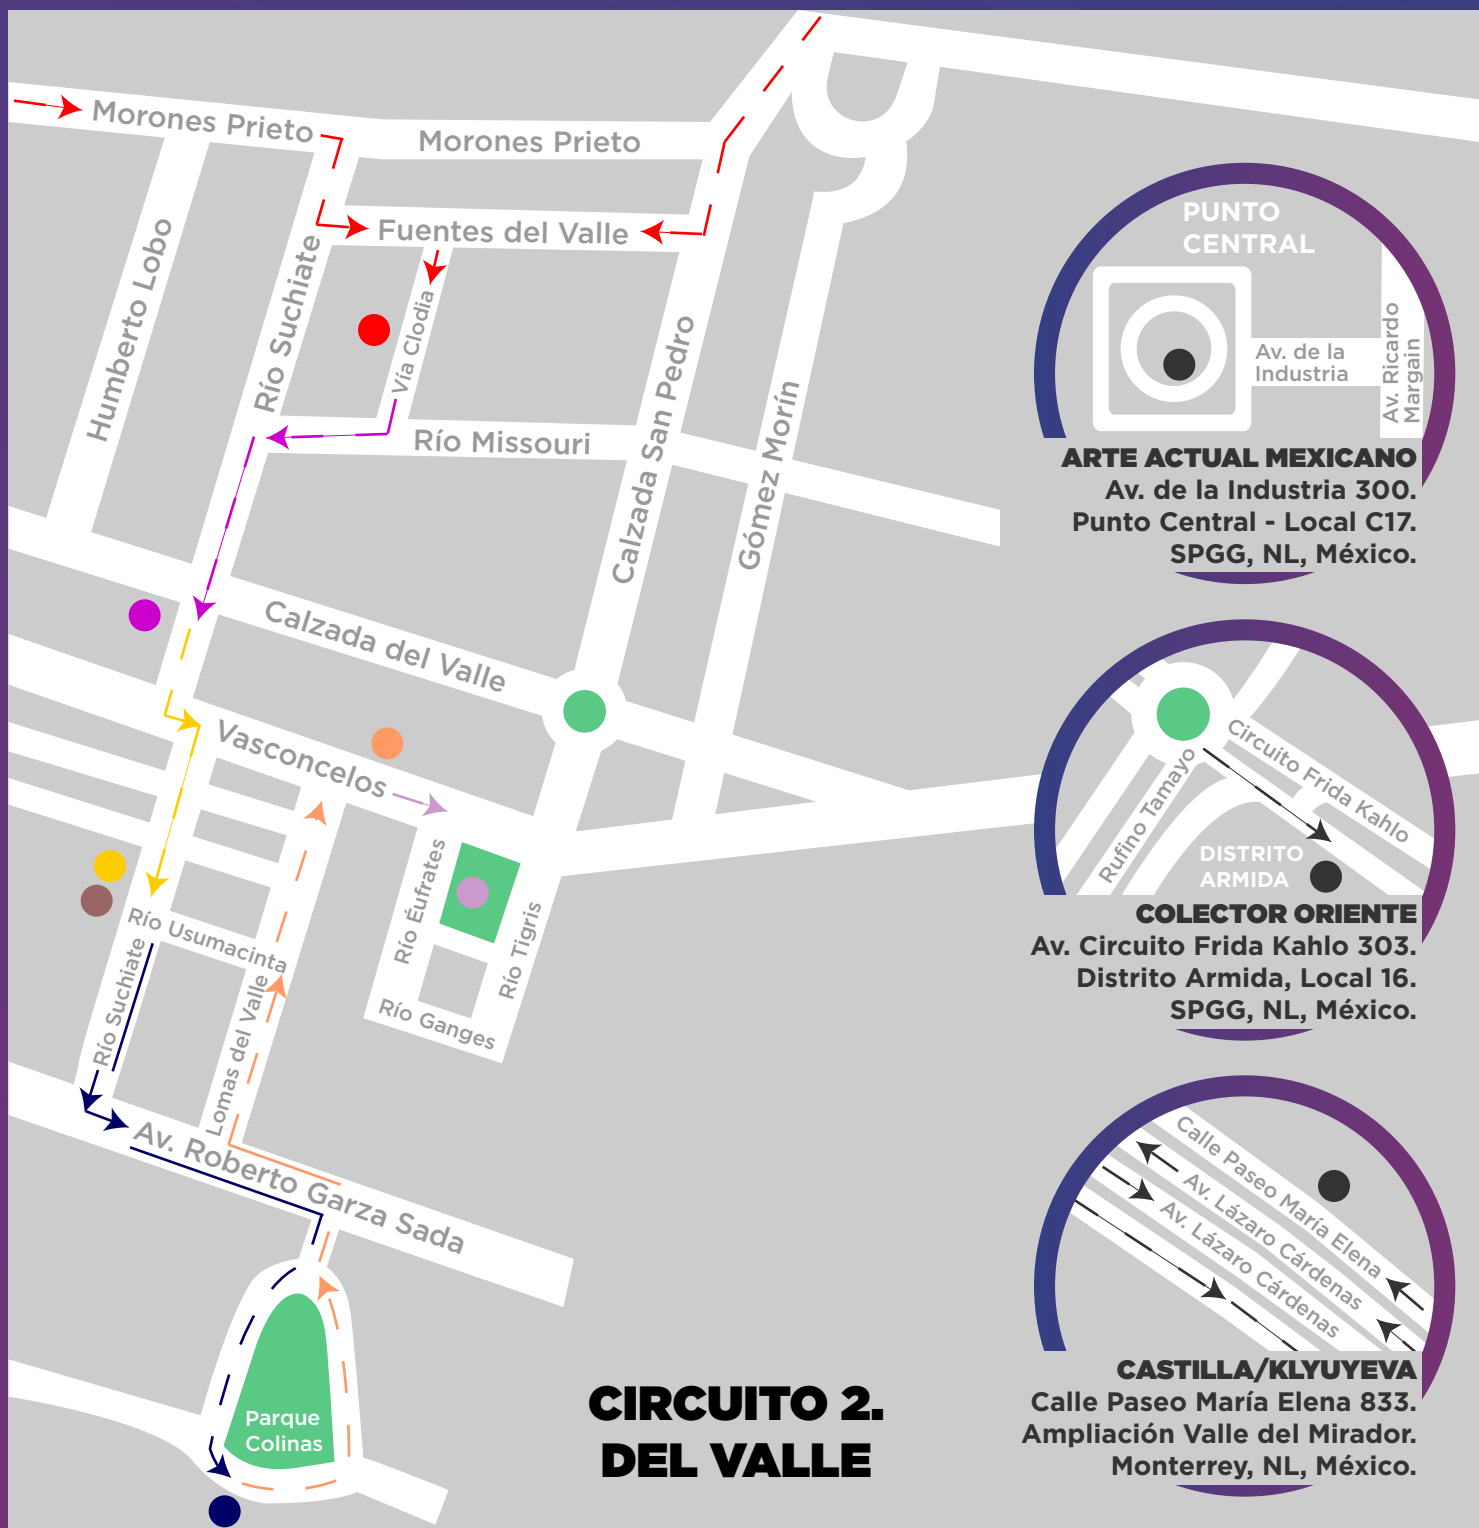 Morones Prieto
Morones Prieto
Fuentes del Valle
Humberto Lobo
Río Suchiate
Vía Clodia
Río Missouri
Calzada San Pedro
Gómez Morín
Calzada del Valle
Vasconcelos
Río Éufrates
Río Tigris
Río Ganges
Río Usumacinta
Río Suchiate
Lomas del Valle
Av. Roberto Garza Sada
Parque
Colinas
CIRCUITO 2.
DEL VALLE
PUNTO
CENTRAL
Av. de la
Industria
Av. Ricardo
Margain
ARTE ACTUAL MEXICANO
Av. de la Industria 300.
Punto Central - Local C17.
SPGG, NL, México.
Circuito Frida Kahlo
Rufino Tamayo
DISTRITO
ARMIDA
COLECTOR ORIENTE
Av. Circuito Frida Kahlo 303.
Distrito Armida, Local 16.
SPGG, NL, México.
Calle Paseo María Elena
Av. Lázaro Cárdenas
Av. Lázaro Cárdenas
CASTILLA/KLYUYEVA
Calle Paseo María Elena 833.
Ampliación Valle del Mirador.
Monterrey, NL, México.